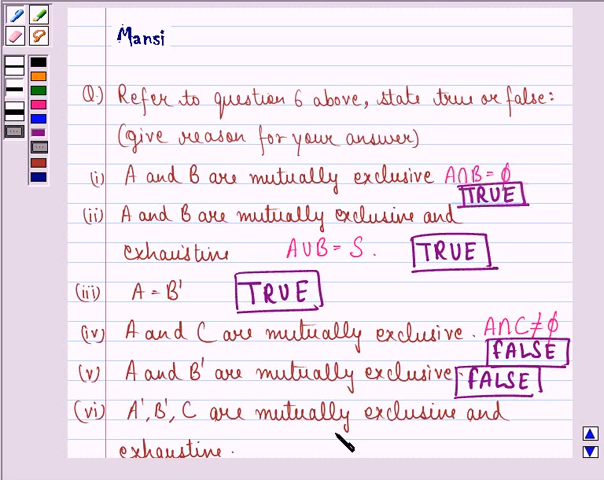 Mansi
Q.) Refer to question 6 above, state true or false:
(give reason for your answer)
(i) A and B are mutually exclusive A∩B = ϕ
TRUE
(ii) A and B are mutually exclusive and
exhaustive A∪B = S. TRUE
(iii) A = B' TRUE
(iv) A and C are mutually exclusive. A∩C ≠ ϕ
FALSE
(v) A and B' are mutually exclusive. FALSE
(vi) A', B', C are mutually exclusive and
exhaustive.